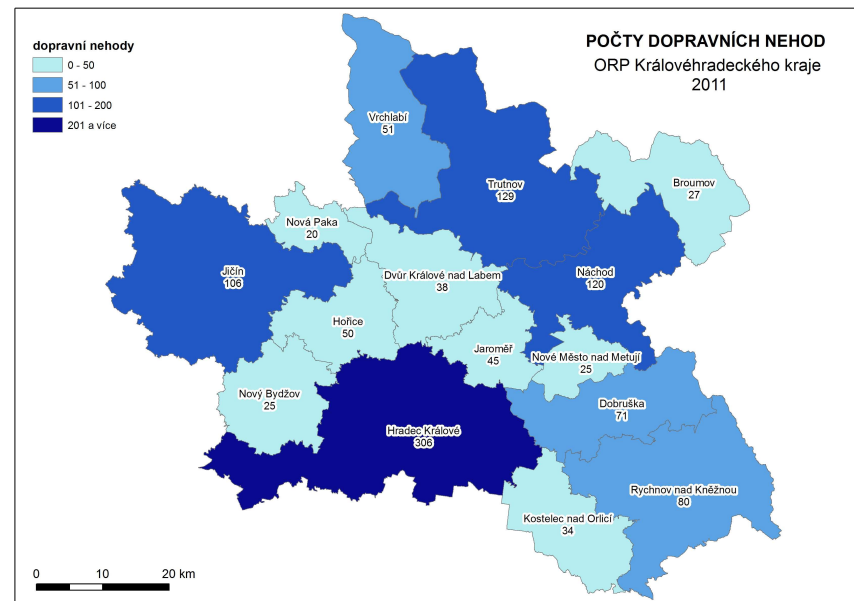 POČTY DOPRAVNÍCH NEHOD
ORP Královéhradeckého kraje
2011
dopravní nehody
0 - 50
51 - 100
101 - 200
201 a více
Vrchlabí
51
Trutnov
129
Broumov
27
Nová Paka
20
Jičín
106
Dvůr Králové nad Labem
38
Náchod
120
Hořice
50
Jaroměř
45
Nové Město nad Metují
25
Nový Bydžov
25
Dobruška
71
Hradec Králové
306
Rychnov nad Kněžnou
80
Kostelec nad Orlicí
34
0 10 20 km